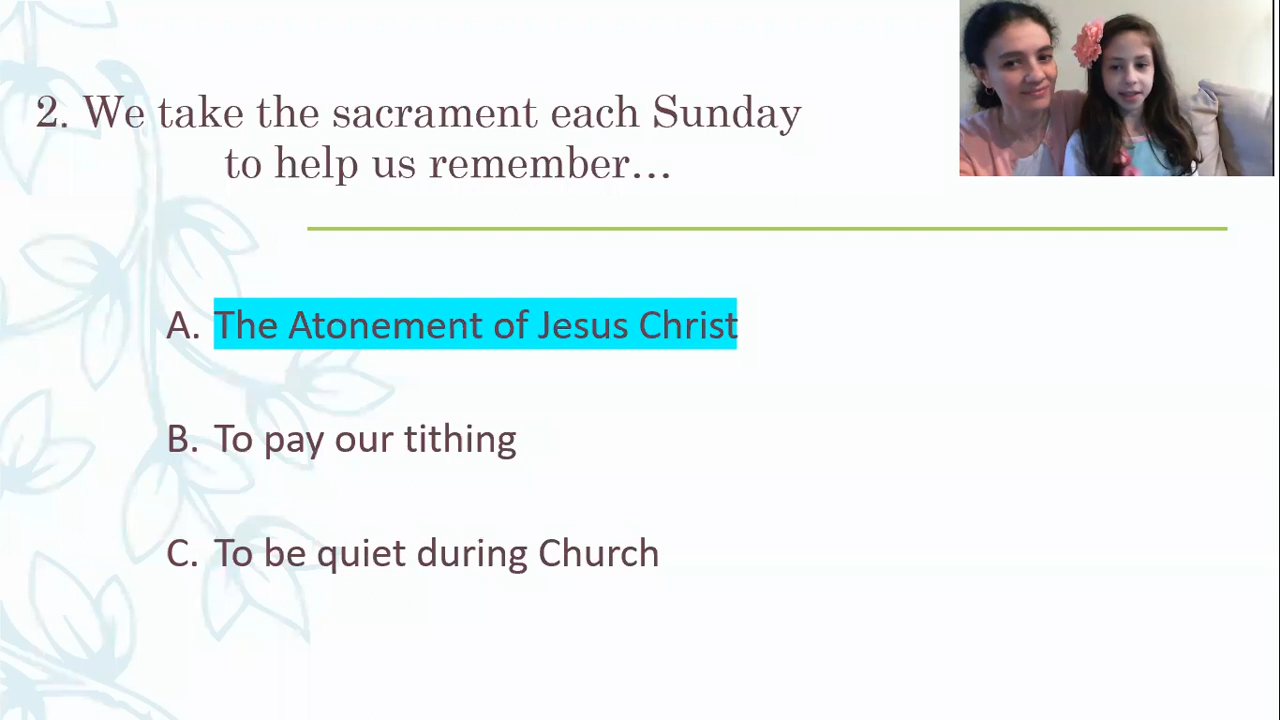 2. We take the sacrament each Sunday
to help us remember…
A. The Atonement of Jesus Christ
B. To pay our tithing
C. To be quiet during Church